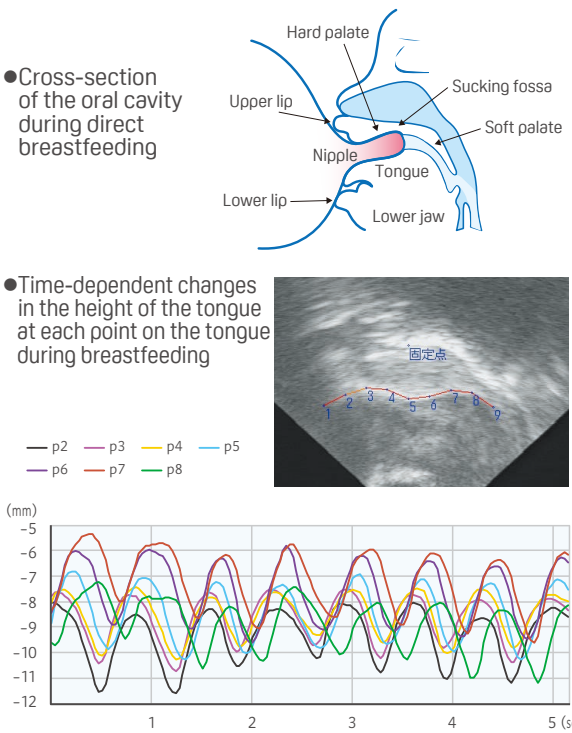 ●Cross-section
of the oral cavity
during direct
breastfeeding
Hard palate
Upper lip
Sucking fossa
Soft palate
Nipple
Tongue
Lower lip
Lower jaw
●Time-dependent changes
in the height of the tongue
at each point on the tongue
during breastfeeding
固定点
1 2 3 4 5 6 7 8 9
p2 p3 p4 p5
p6 p7 p8
(mm)
-5
-6
-7
-8
-9
-10
-11
-12
1 2 3 4 5 (s